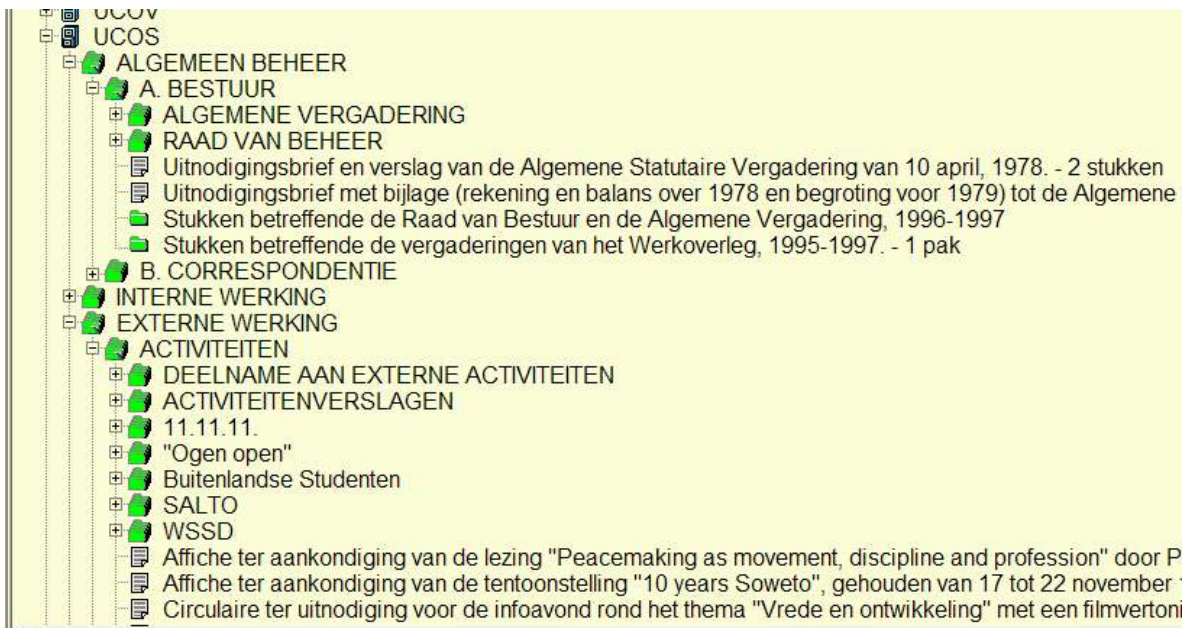 UCOV
UCOS
ALGEMEEN BEHEER
A. BESTUUR
ALGEMENE VERGADERING
RAAD VAN BEHEER
Uitnodigingsbrief en verslag van de Algemene Statutaire Vergadering van 10 april, 1978. - 2 stukken
Uitnodigingsbrief met bijlage (rekening en balans over 1978 en begroting voor 1979) tot de Algemene
Stukken betreffende de Raad van Bestuur en de Algemene Vergadering, 1996-1997
Stukken betreffende de vergaderingen van het Werkoverleg, 1995-1997. - 1 pak
B. CORRESPONDENTIE
INTERNE WERKING
EXTERNE WERKING
ACTIVITEITEN
DEELNAME AAN EXTERNE ACTIVITEITEN
ACTIVITEITENVERSLAGEN
11.11.11.
"Ogen open"
Buitenlandse Studenten
SALTO
WSSD
Affiche ter aankondiging van de lezing "Peacemaking as movement, discipline and profession" door P
Affiche ter aankondiging van de tentoonstelling "10 years Soweto", gehouden van 17 tot 22 november
Circulaire ter uitnodiging voor de infoavond rond het thema "Vrede en ontwikkeling" met een filmvertoni